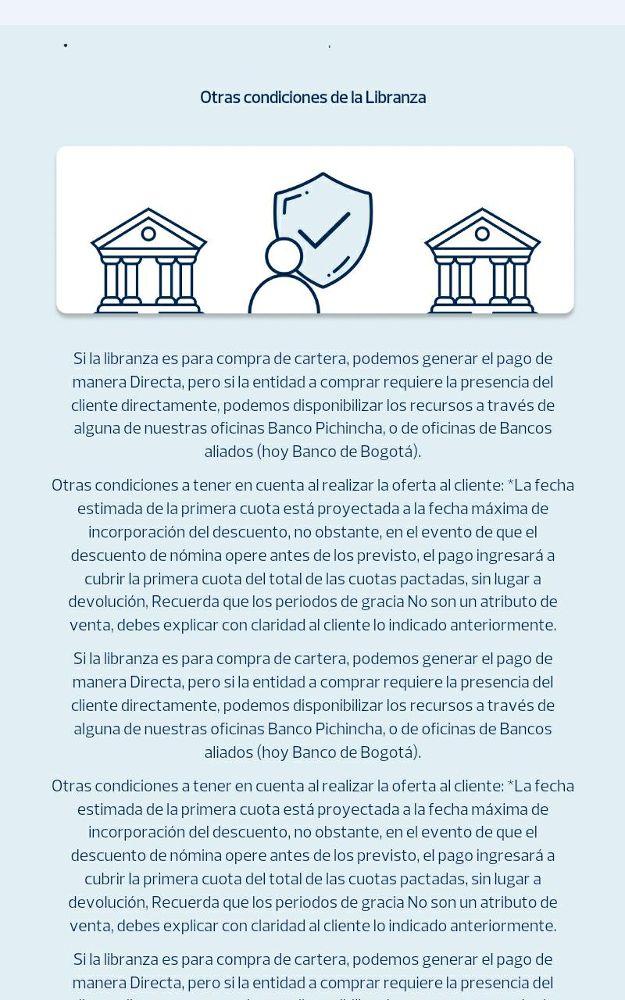 Otras condiciones de la Libranza
Si la libranza es para compra de cartera, podemos generar el pago de
manera Directa, pero si la entidad a comprar requiere la presencia del
cliente directamente, podemos disponibilizar los recursos a través de
alguna de nuestras oficinas Banco Pichincha, o de oficinas de Bancos
aliados (hoy Banco de Bogotá).
Otras condiciones a tener en cuenta al realizar la oferta al cliente: *La fecha
estimada de la primera cuota está proyectada a la fecha máxima de
incorporación del descuento, no obstante, en el evento de que el
descuento de nómina opere antes de los previsto, el pago ingresará a
cubrir la primera cuota del total de las cuotas pactadas, sin lugar a
devolución, Recuerda que los periodos de gracia No son un atributo de
venta, debes explicar con claridad al cliente lo indicado anteriormente.
Si la libranza es para compra de cartera, podemos generar el pago de
manera Directa, pero si la entidad a comprar requiere la presencia del
cliente directamente, podemos disponibilizar los recursos a través de
alguna de nuestras oficinas Banco Pichincha, o de oficinas de Bancos
aliados (hoy Banco de Bogotá).
Otras condiciones a tener en cuenta al realizar la oferta al cliente: *La fecha
estimada de la primera cuota está proyectada a la fecha máxima de
incorporación del descuento, no obstante, en el evento de que el
descuento de nómina opere antes de los previsto, el pago ingresará a
cubrir la primera cuota del total de las cuotas pactadas, sin lugar a
devolución, Recuerda que los periodos de gracia No son un atributo de
venta, debes explicar con claridad al cliente lo indicado anteriormente.
Si la libranza es para compra de cartera, podemos generar el pago de
manera Directa, pero si la entidad a comprar requiere la presencia del